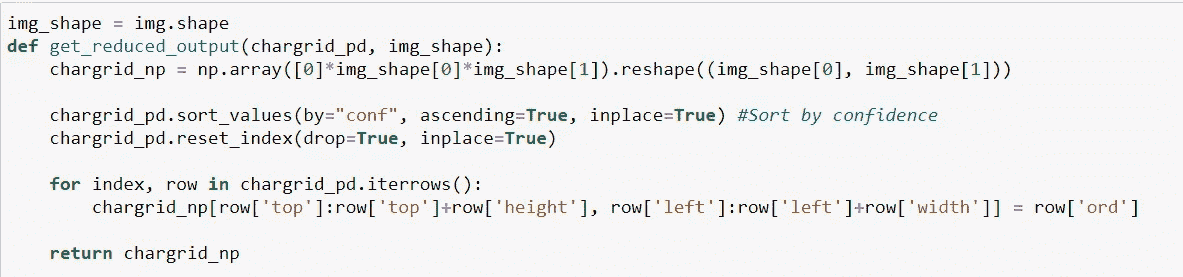 img_shape = img.shape
def get_reduced_output(chargrid_pd, img_shape):
    chargrid_np = np.array([0]*img_shape[0]*img_shape[1]).reshape((img_shape[0], img_shape[1]))
    chargrid_pd.sort_values(by="conf", ascending=True, inplace=True) #Sort by confidence
    chargrid_pd.reset_index(drop=True, inplace=True)
    for index, row in chargrid_pd.iterrows():
        chargrid_np[row['top']:row['top']+row['height'], row['left']:row['left']+row['width']] = row['ord']
    return chargrid_np